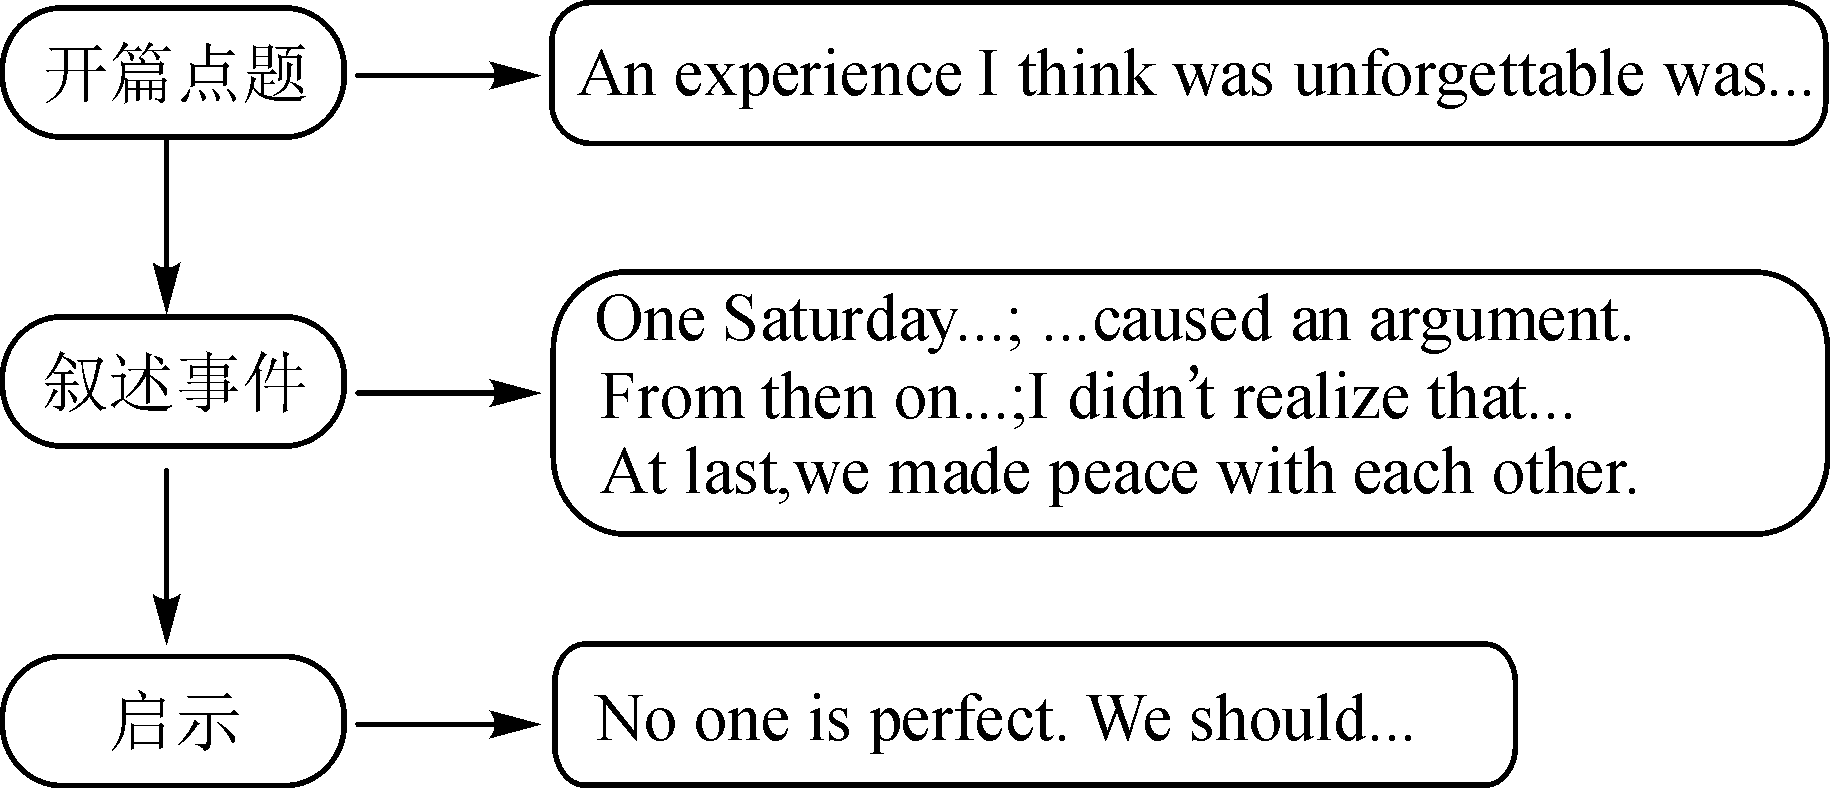 开篇点题
An experience I think was unforgettable was...
叙述事件
One Saturday...; ...caused an argument.
From then on...;I didn't realize that...
At last,we made peace with each other.
启示
No one is perfect. We should...